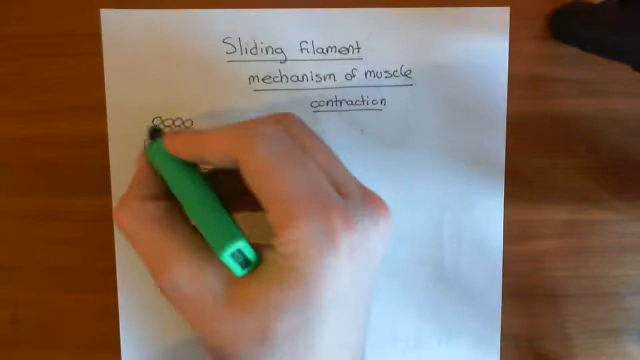 Sliding filament
mechanism of muscle
contraction